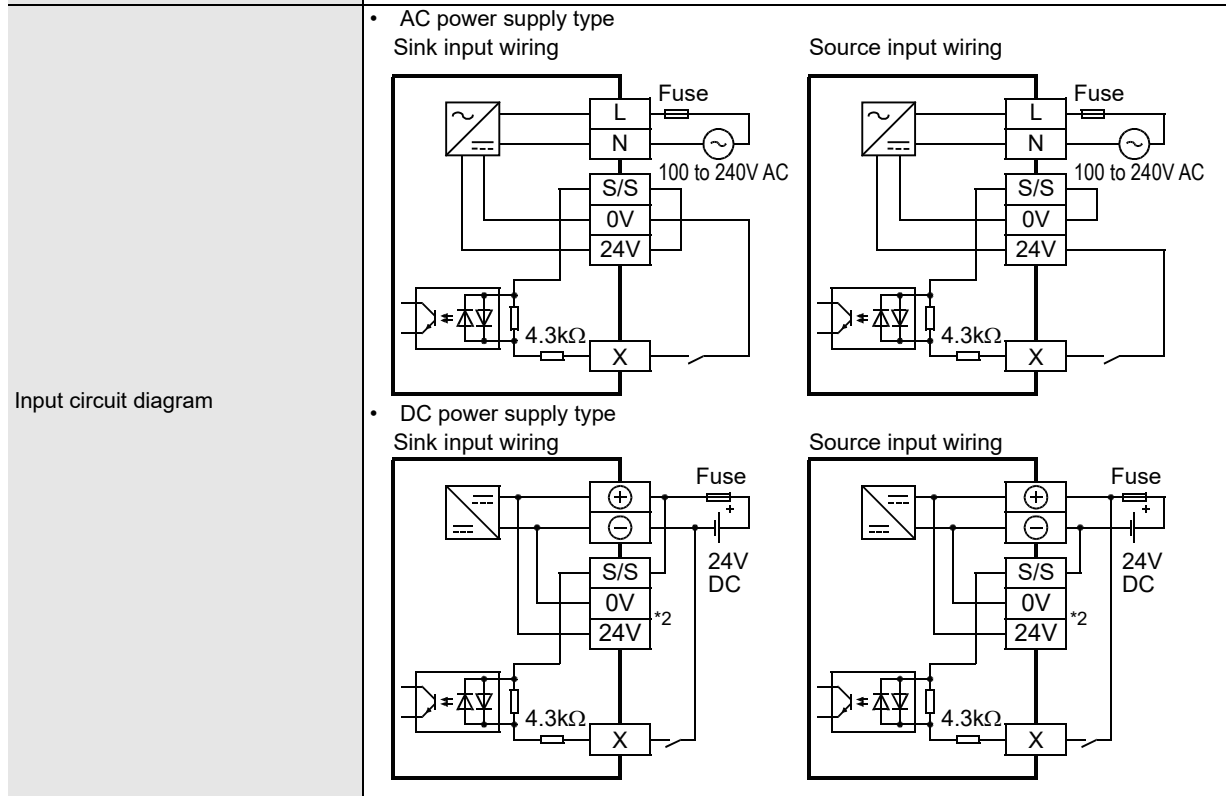 Input circuit diagram
• AC power supply type
Sink input wiring
L
N
S/S
0V
24V
X
Fuse
100 to 240V AC
4.3kΩ
Source input wiring
L
N
S/S
0V
24V
X
Fuse
100 to 240V AC
4.3kΩ
• DC power supply type
Sink input wiring
+
−
S/S
0V
24V
X
Fuse
+
24V
DC
*2
4.3kΩ
Source input wiring
+
−
S/S
0V
24V
X
Fuse
+
24V
DC
*2
4.3kΩ